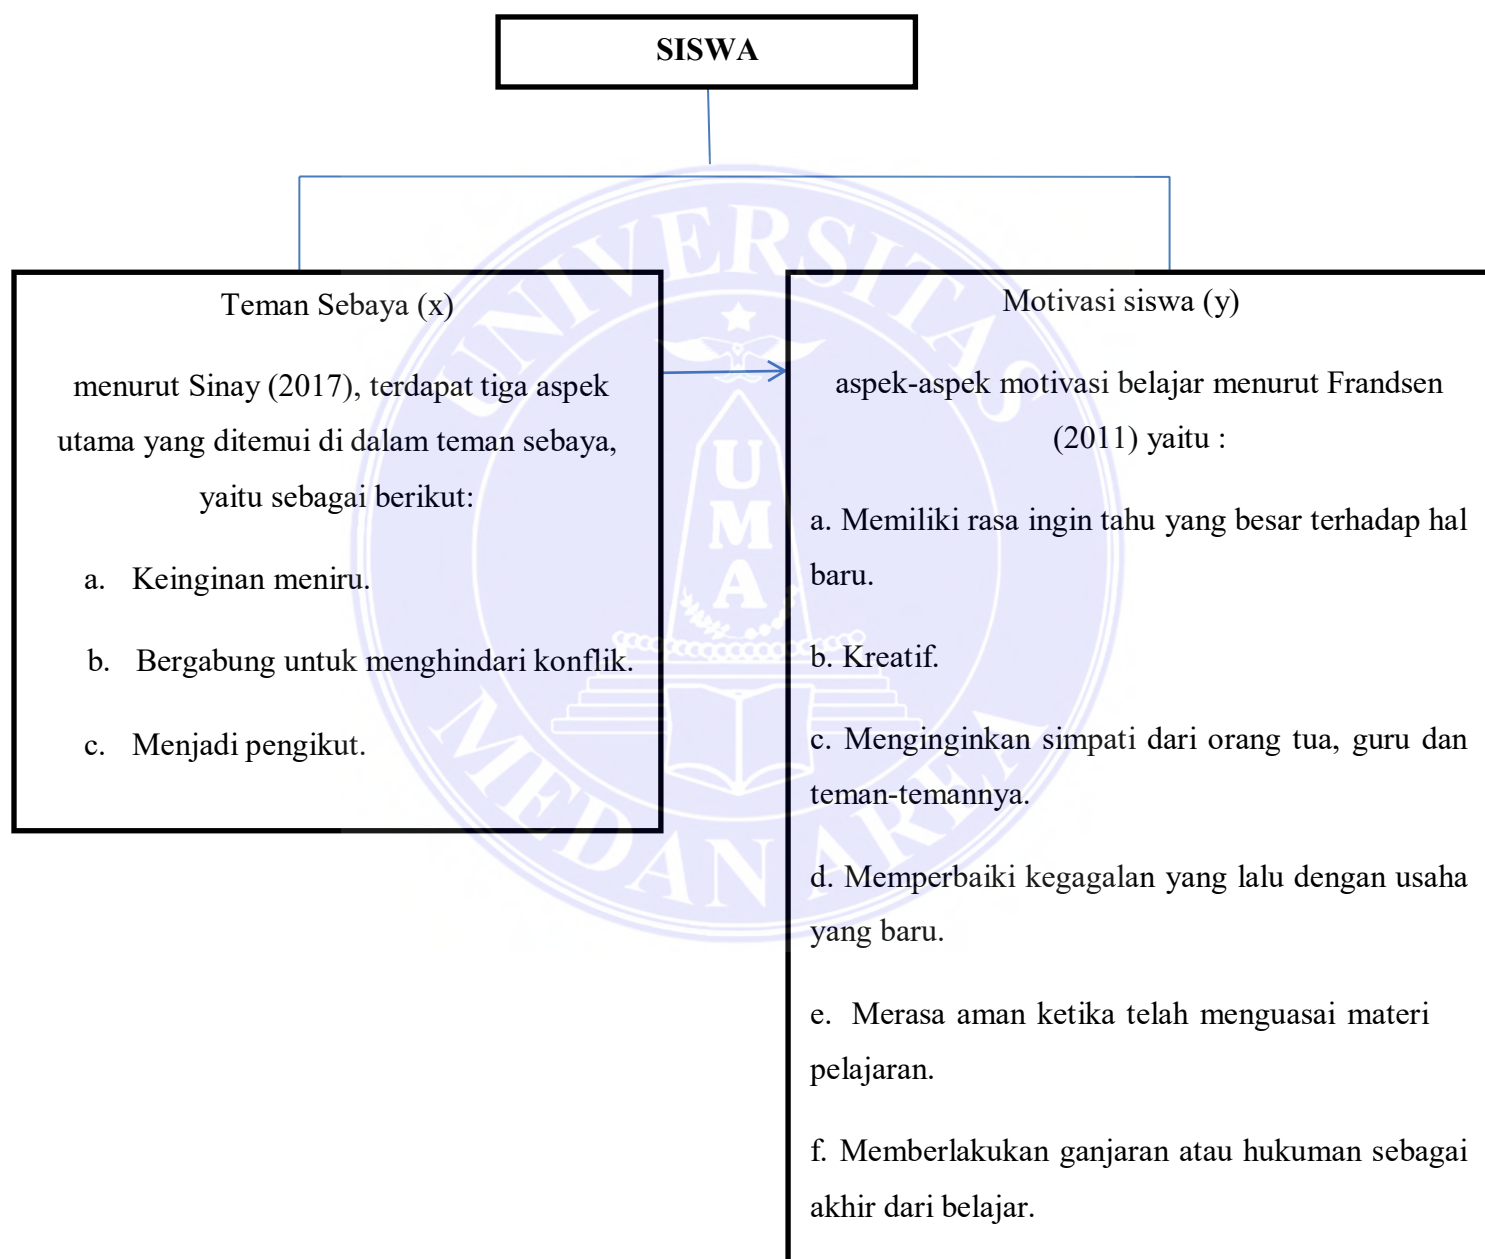 SISWA
Teman Sebaya (x)
menurut Sinay (2017), terdapat tiga aspek
utama yang ditemui di dalam teman sebaya,
yaitu sebagai berikut:
a. Keinginan meniru.
b. Bergabung untuk menghindari konflik.
c. Menjadi pengikut.
Motivasi siswa (y)
aspek-aspek motivasi belajar menurut Frandsen
(2011) yaitu :
a. Memiliki rasa ingin tahu yang besar terhadap hal
baru.
b. Kreatif.
c. Menginginkan simpati dari orang tua, guru dan
teman-temannya.
d. Memperbaiki kegagalan yang lalu dengan usaha
yang baru.
e. Merasa aman ketika telah menguasai materi
pelajaran.
f. Memberlakukan ganjaran atau hukuman sebagai
akhir dari belajar.
UNIVERSITAS
UMA
MEDAN AREA